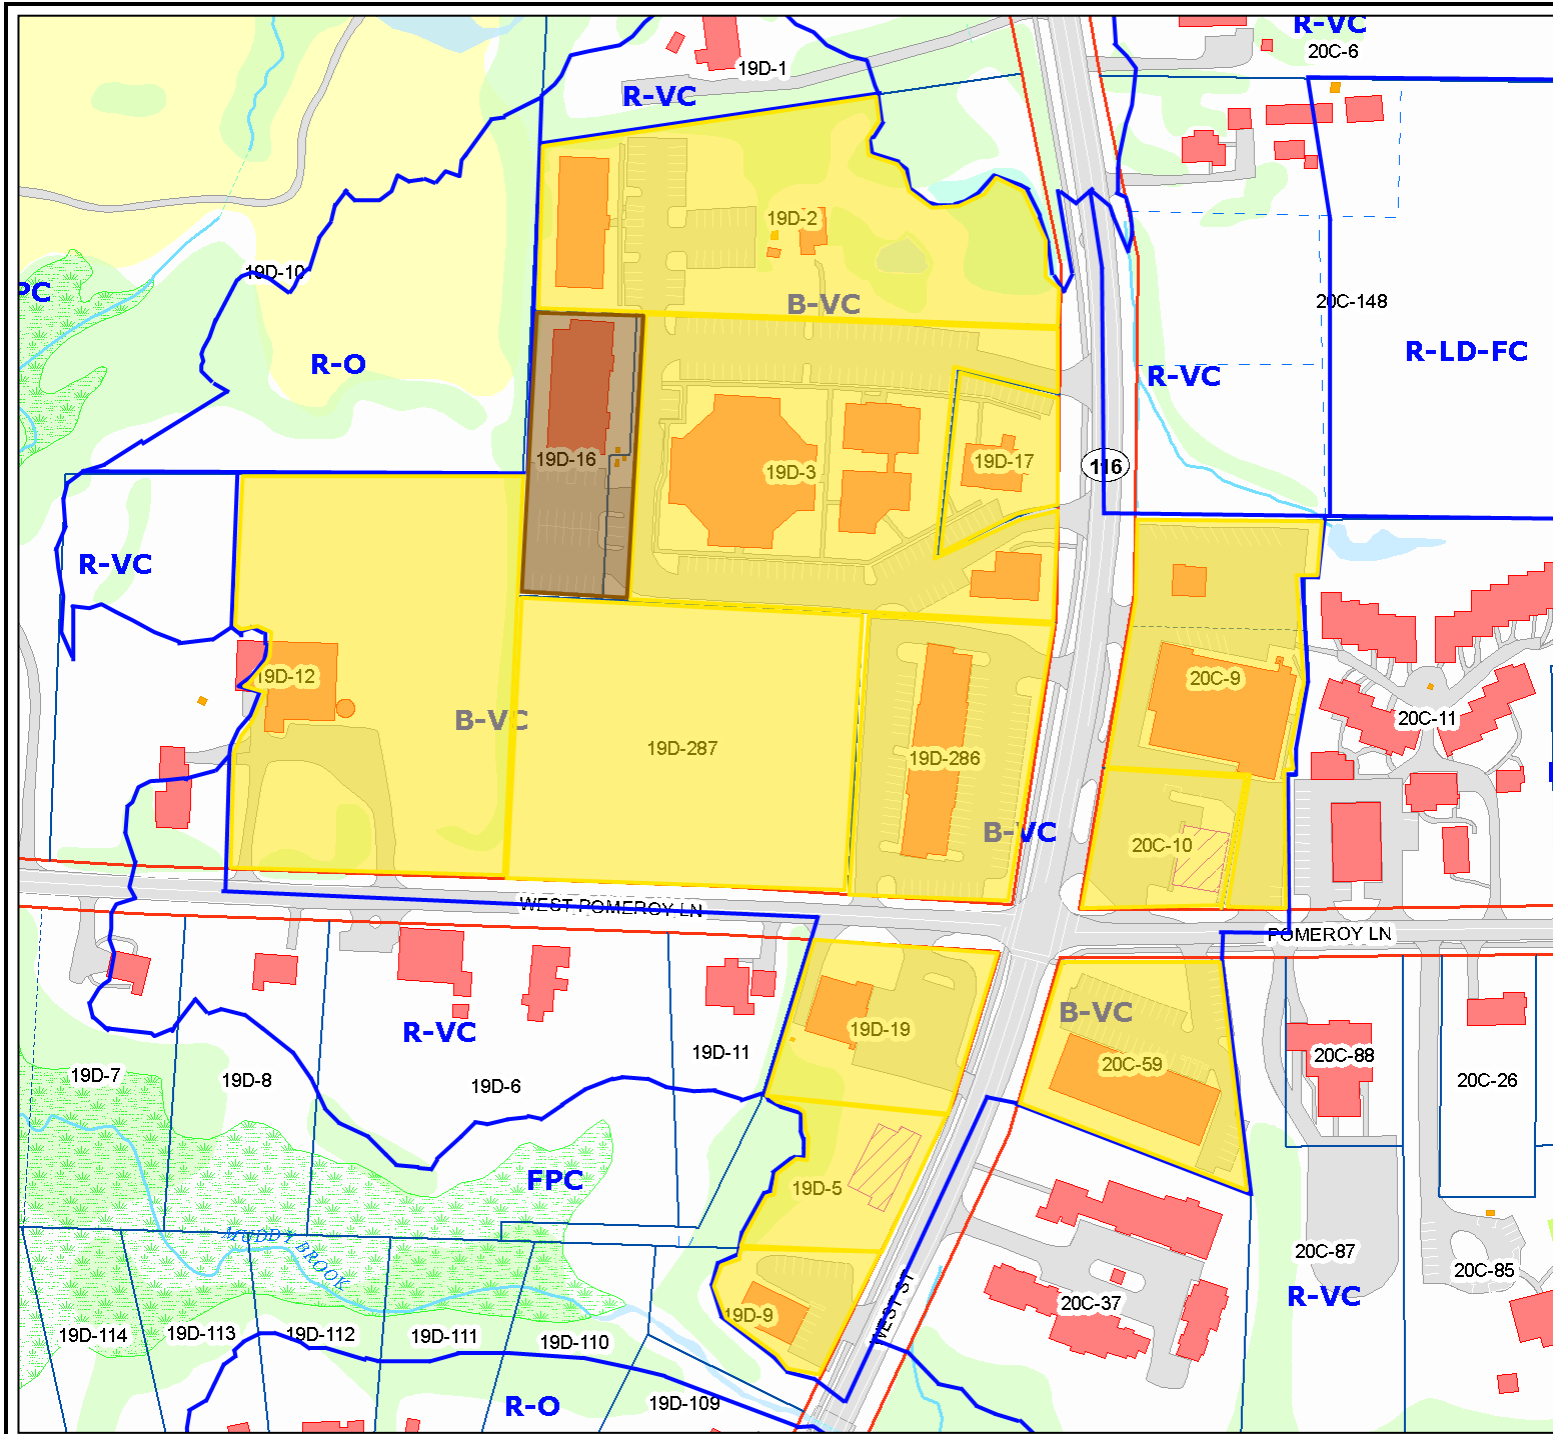 R-VC
20C-6
19D-1
R-VC
19D-2
19D-10
PC
B-VC
20C-148
R-O
R-LD-FC
R-VC
19D-16
19D-3
19D-17
116
R-VC
19D-12
20C-9
B-VC
20C-11
19D-287
19D-286
B-VC
20C-10
WEST POMEROY LN
POMEROY LN
B-VC
19D-19
R-VC
19D-11
20C-88
20C-59
19D-7
19D-8
19D-6
20C-26
FPC
19D-5
MUDDY BROOK
20C-87
20C-85
R-VC
20C-37
WEST ST
19D-9
19D-114
19D-113
19D-112
19D-111
19D-110
19D-109
R-O